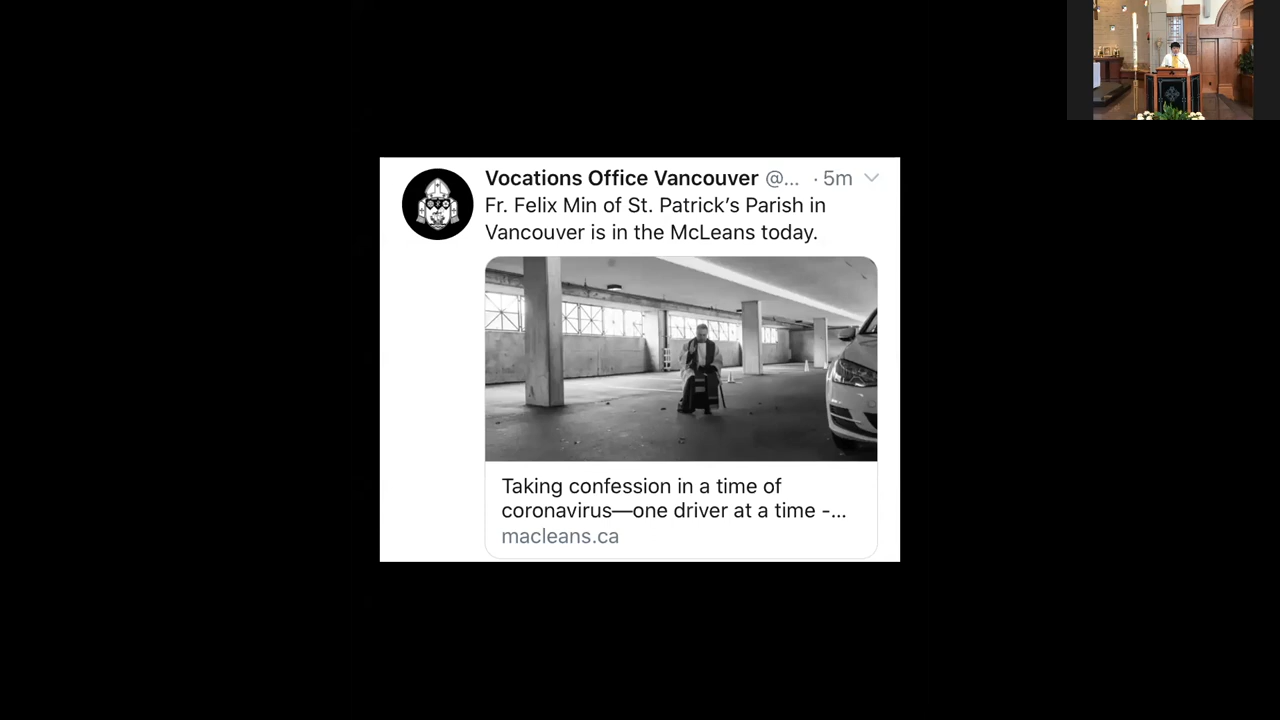 Vocations Office Vancouver @... · 5m
Fr. Felix Min of St. Patrick’s Parish in
Vancouver is in the McLeans today.
Taking confession in a time of
coronavirus—one driver at a time -...
macleans.ca